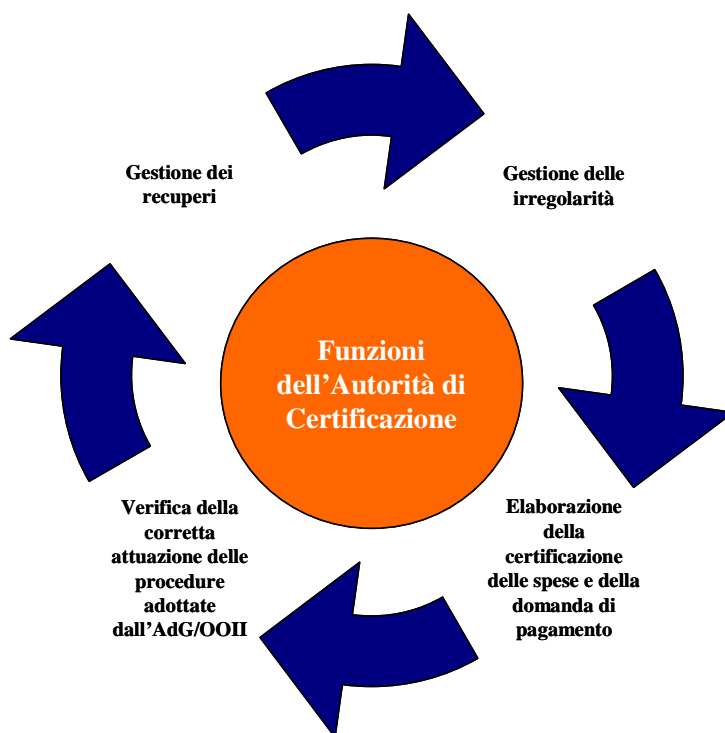 Gestione dei
recuperi
Gestione delle
irregolarità
Funzioni
dell’Autorità di
Certificazione
Verifica della
corretta
attuazione delle
procedure
adottate
dall’AdG/OOII
Elaborazione
della
certificazione
delle spese e della
domanda di
pagamento